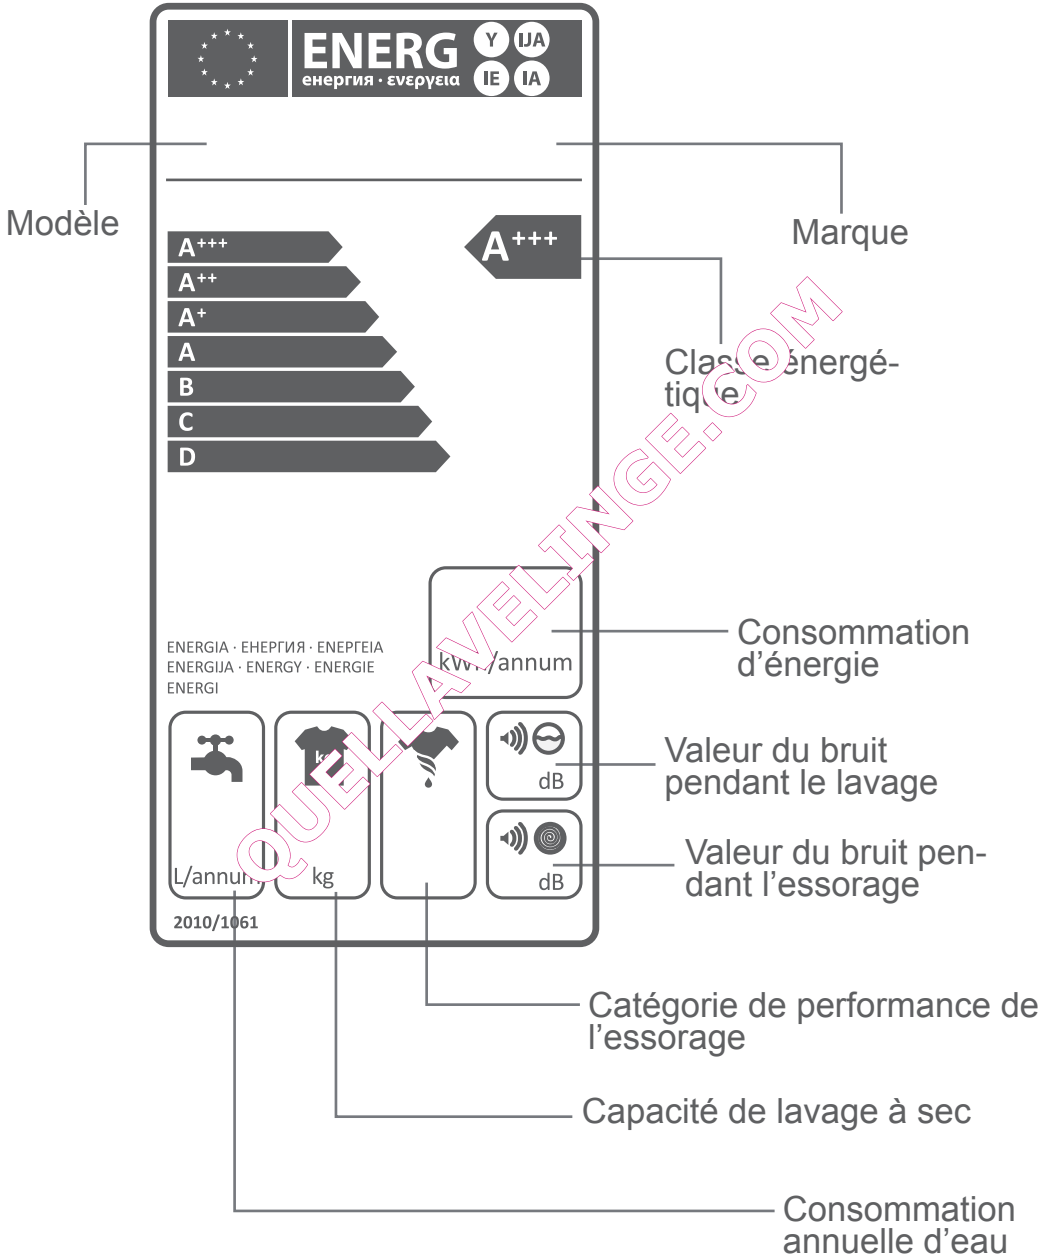 ENERG Y IJA
енергия · ενεργεια IE IA
Modèle
Marque
A+++
A+++
A++
A+
A
B
C
D
Classe énergé-
tique
ENERGIA · ЕНЕРГИЯ · ΕΝΕΡΓΕΙΑ
ENERGIJA · ENERGY · ENERGIE
ENERGI
kWh/annum
Consommation
d’énergie
kg
dB
Valeur du bruit
pendant le lavage
L/annum
kg
dB
Valeur du bruit pen-
dant l’essorage
2010/1061
Catégorie de performance de
l’essorage
Capacité de lavage à sec
Consommation
annuelle d’eau
QUELLAVELINGE.COM